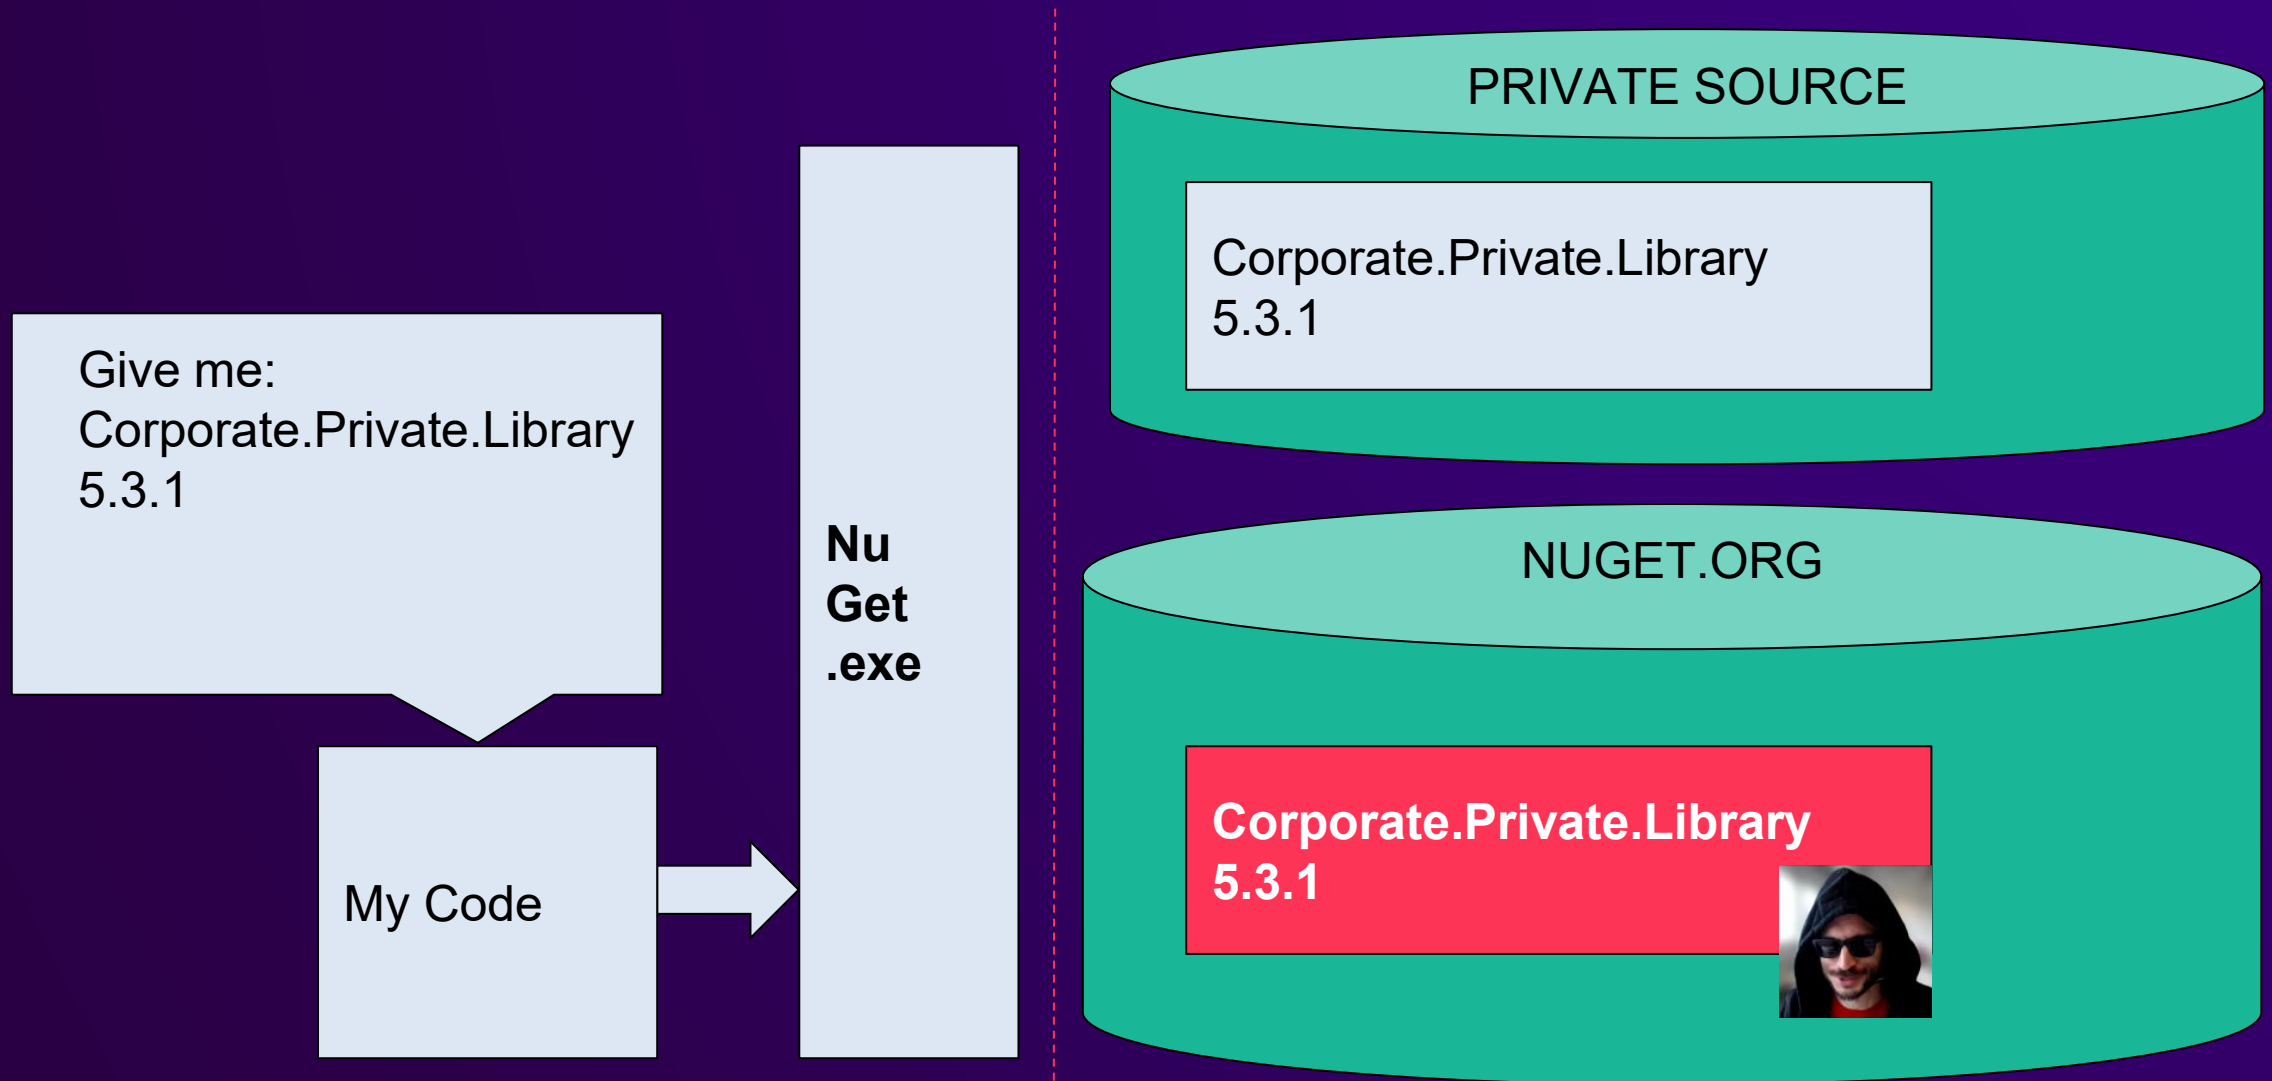 Give me:
Corporate.Private.Library
5.3.1
My Code
Nu
Get
.exe
PRIVATE SOURCE
Corporate.Private.Library
5.3.1
NUGET.ORG
Corporate.Private.Library
5.3.1